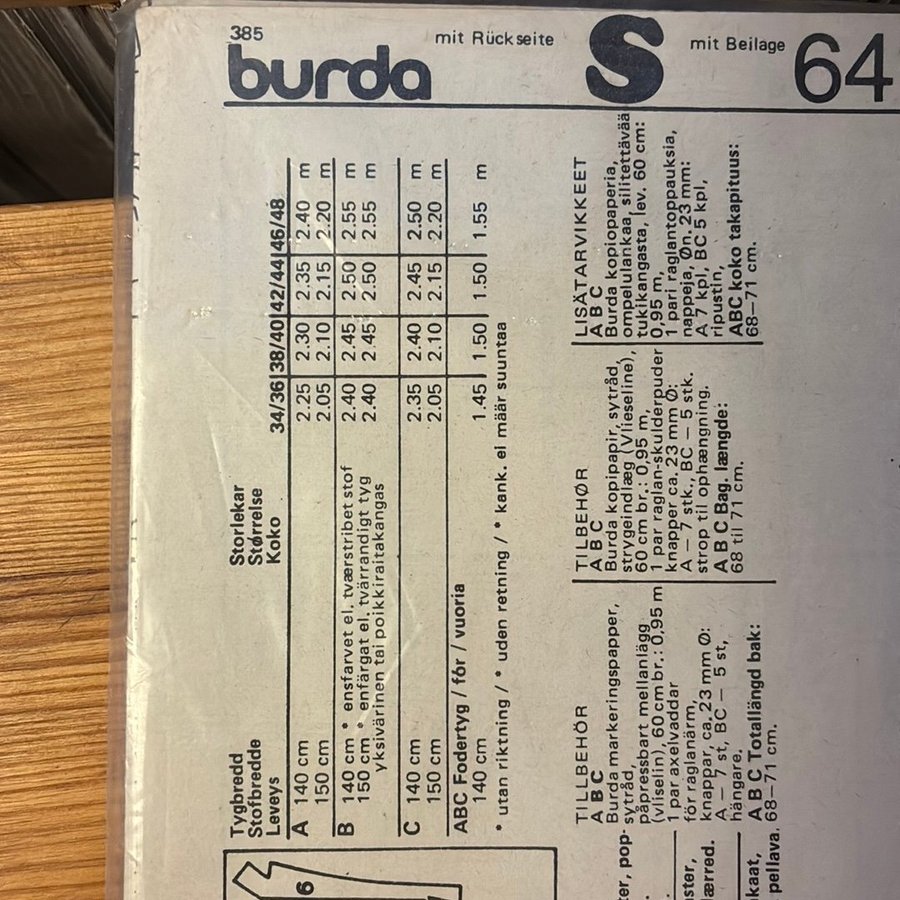 385
burda
mit Rückseite
S
mit Beilage
64
Tygbredd Storlekar
Stofbredde Størrelse
Leveys Koko 34/36 38/40 42/44 46/48
A 140 cm 2.25 2.30 2.35 2.40 m
150 cm 2.05 2.10 2.15 2.20 m
B 140 cm * ensfarvet el. tværstribet stof 2.40 2.45 2.50 2.55 m
150 cm * enfärgat el. tvärrandigt tyg 2.40 2.45 2.50 2.55 m
yksivärinen tai poikkiraitakangas
C 140 cm 2.35 2.40 2.45 2.50 m
150 cm 2.05 2.10 2.15 2.20 m
ABC Fodertyg / fór / vuoria
140 cm 1.45 1.50 1.50 1.55 m
* utan riktning / * uden retning / * kank. el määr suuntaa
TILLBEHÖR
A B C
Burda markeringspapper,
sytråd,
påpressbart mellanlägg
(vliselin), 60 cm br.: 0,95 m
1 par axelvaddar
för raglanärm,
knappar, ca. 23 mm Ø:
A – 7 st, BC – 5 st,
hängare.
A B C Totallängd bak:
68–71 cm.
TILBEHØR
A B C
Burda kopipapir, sytråd,
strygeindlæg (Vlieseline),
60 cm br.: 0,95 m,
1 par raglan-skulderpuder
knapper ca. 23 mm Ø:
A – 7 stk., BC – 5 stk.
strop til ophængning.
A B C Bag. længde:
68 til 71 cm.
LISÄTARVIKKEET
A B C
Burda kopiopaperia,
ompelulankaa, silitettävää
tukikangasta, lev. 60 cm:
0,95 m,
1 pari raglantoppauksia,
nappeja, Øn. 23 mm:
A 7 kpl, BC 5 kpl,
ripustin,
ABC koko takapituus:
68–71 cm.
6
pop-
pellava.